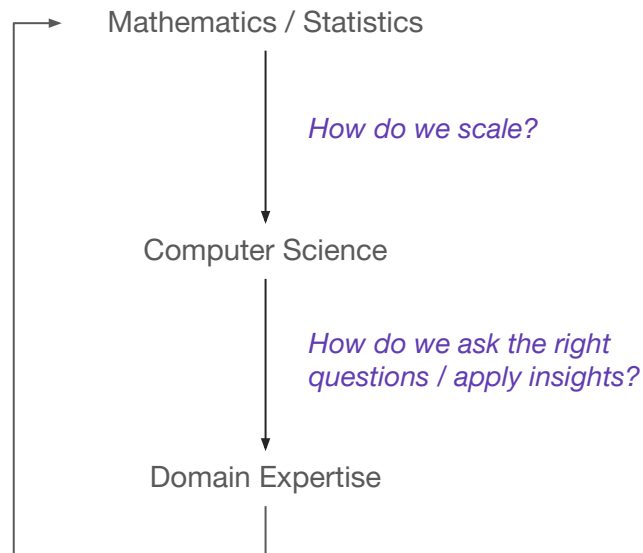 Mathematics / Statistics
How do we scale?
Computer Science
How do we ask the right
questions / apply insights?
Domain Expertise